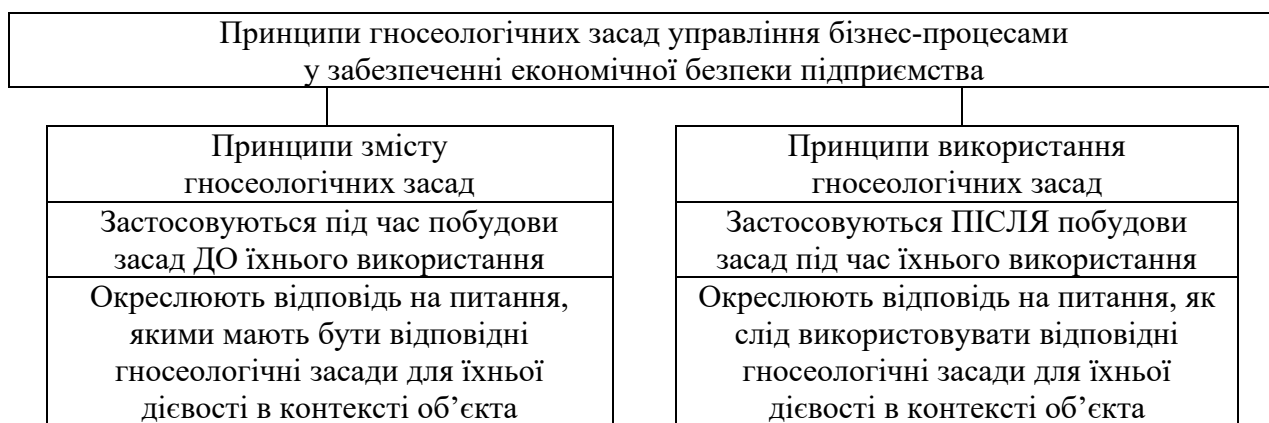 Принципи гносеологічних засад управління бізнес-процесами
у забезпеченні економічної безпеки підприємства
Принципи змісту
гносеологічних засад
Застосовуються під час побудови
засад ДО їхнього використання
Окреслюють відповідь на питання,
якими мають бути відповідні
гносеологічні засади для їхньої
дієвості в контексті об’єкта
Принципи використання
гносеологічних засад
Застосовуються ПІСЛЯ побудови
засад під час їхнього використання
Окреслюють відповідь на питання, як
слід використовувати відповідні
гносеологічні засади для їхньої
дієвості в контексті об’єкта